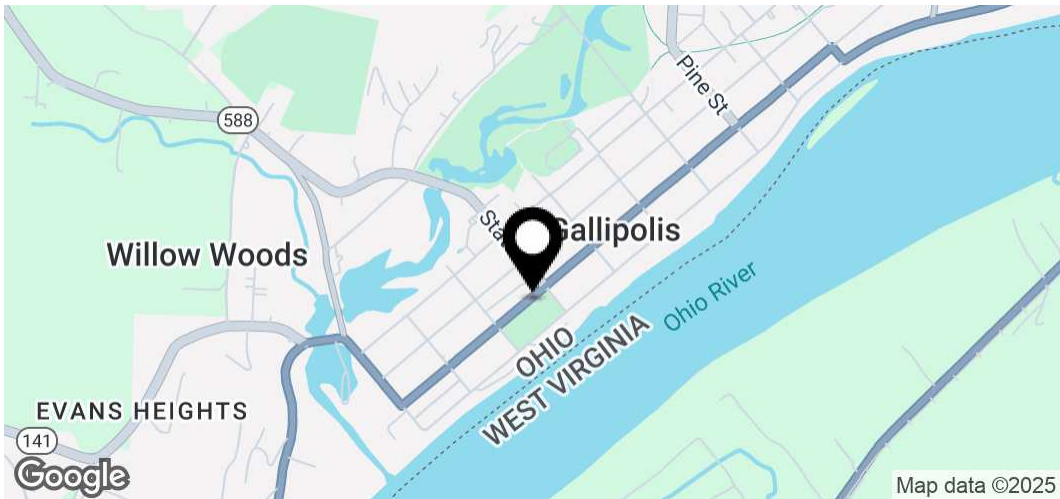 Pine St
588
Gallipolis
Willow Woods
Ohio River
OHIO
WEST VIRGINIA
EVANS HEIGHTS
141
Google
Map data ©2025